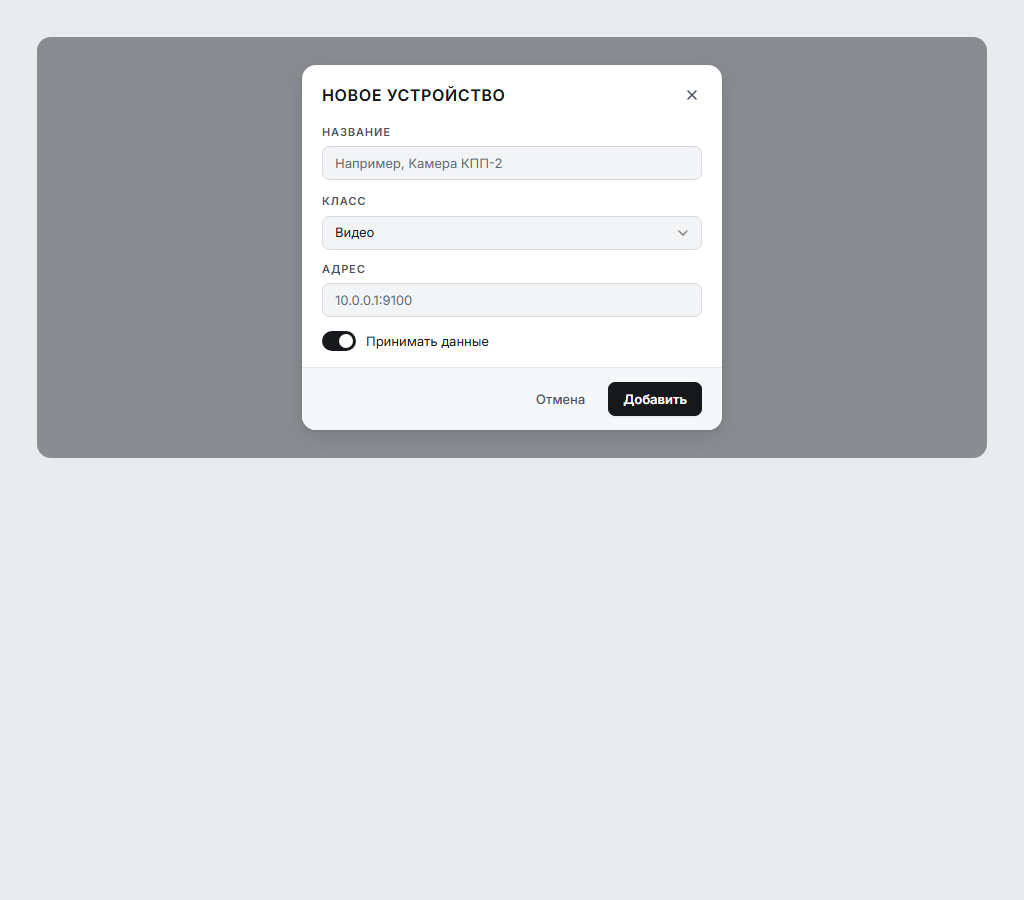 НОВОЕ УСТРОЙСТВО
НАЗВАНИЕ
Например, Камера КПП-2
КЛАСС
Видео
АДРЕС
10.0.0.1:9100
Принимать данные
Отмена
Добавить